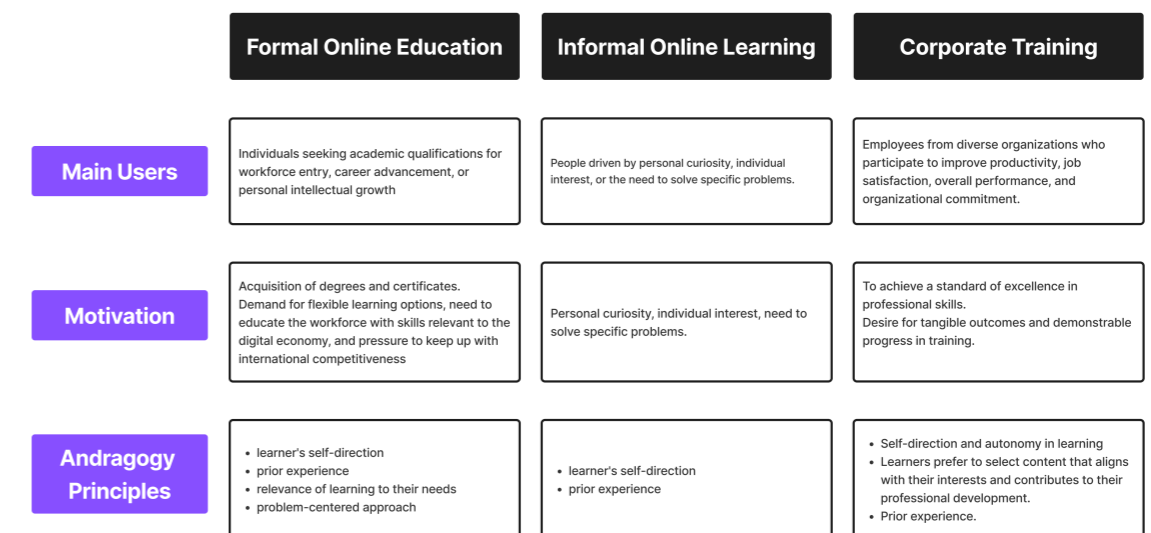 Formal Online Education
Informal Online Learning
Corporate Training
Main Users
Individuals seeking academic qualifications for
workforce entry, career advancement, or
personal intellectual growth
People driven by personal curiosity, individual
interest, or the need to solve specific problems.
Employees from diverse organizations who
participate to improve productivity, job
satisfaction, overall performance, and
organizational commitment.
Motivation
Acquisition of degrees and certificates.
Demand for flexible learning options, need to
educate the workforce with skills relevant to the
digital economy, and pressure to keep up with
international competitiveness
Personal curiosity, individual interest, need to
solve specific problems.
To achieve a standard of excellence in
professional skills.
Desire for tangible outcomes and demonstrable
progress in training.
Andragogy
Principles
• learner's self-direction
• prior experience
• relevance of learning to their needs
• problem-centered approach
• learner's self-direction
• prior experience
• Self-direction and autonomy in learning
• Learners prefer to select content that aligns
with their interests and contributes to their
professional development.
• Prior experience.